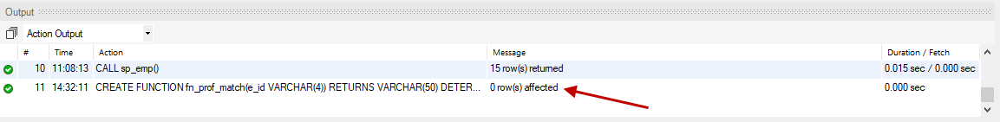 Output
Action Output
# Time Action Message Duration / Fetch
10 11:08:13 CALL sp_emp() 15 row(s) returned 0.015 sec / 0.000 sec
11 14:32:11 CREATE FUNCTION fn_prof_match(e_id VARCHAR(4)) RETURNS VARCHAR(50) DETER... 0 row(s) affected 0.000 sec